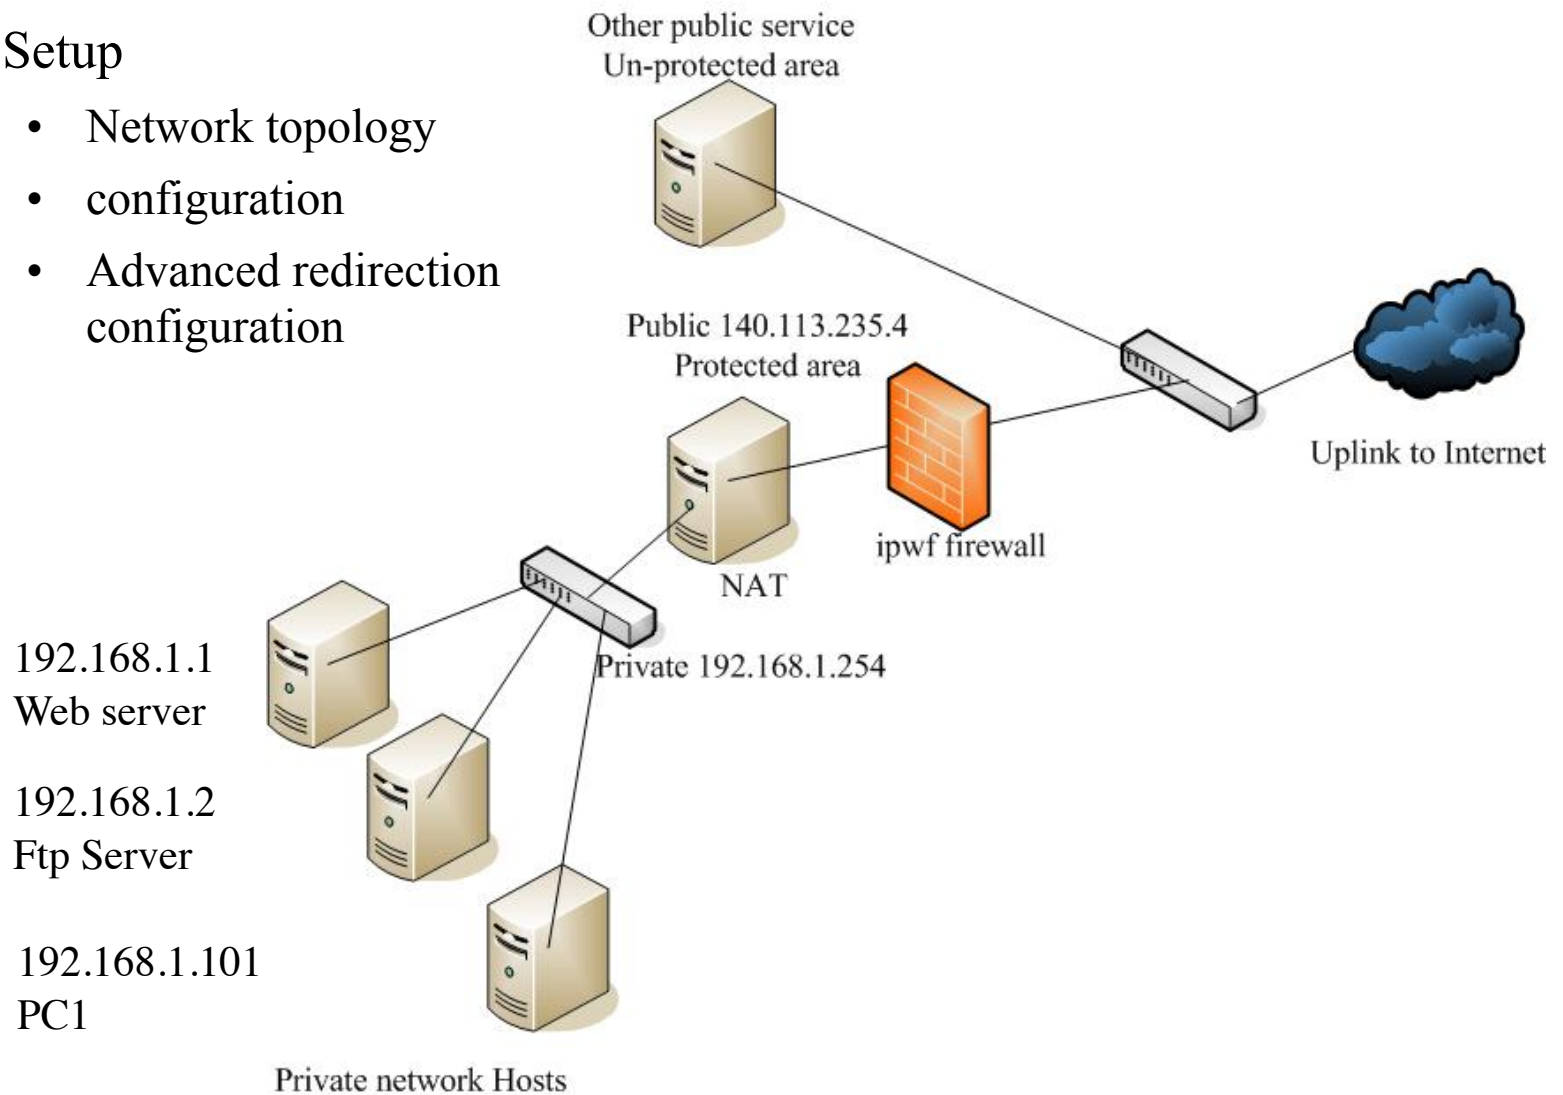 Setup
• Network topology
• configuration
• Advanced redirection
configuration
Other public service
Un-protected area
Public 140.113.235.4
Protected area
Uplink to Internet
ipwf firewall
NAT
Private 192.168.1.254
192.168.1.1
Web server
192.168.1.2
Ftp Server
192.168.1.101
PC1
Private network Hosts